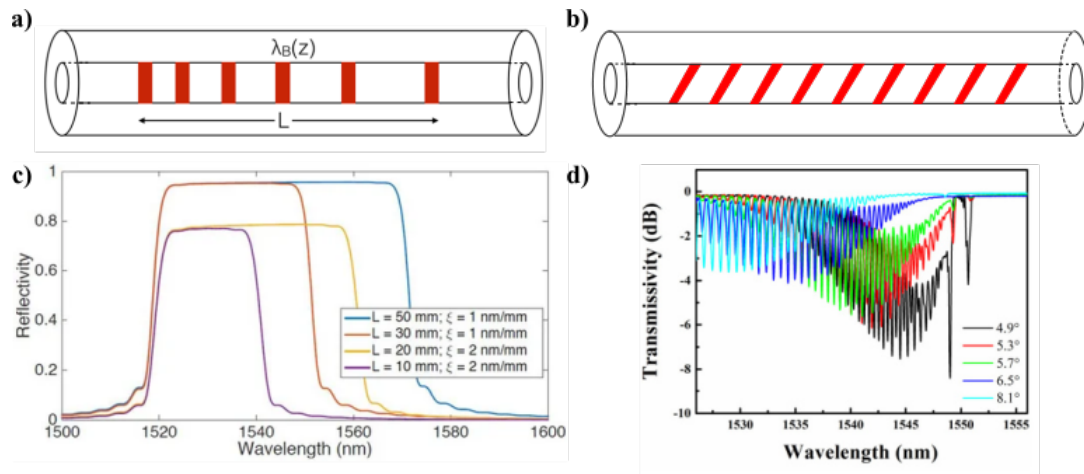 a)
λB(z)
L
b)
c)
1
0.8
0.6
0.4
0.2
0
Reflectivity
L = 50 mm; ξ = 1 nm/mm
L = 30 mm; ξ = 1 nm/mm
L = 20 mm; ξ = 2 nm/mm
L = 10 mm; ξ = 2 nm/mm
1500 1520 1540 1560 1580 1600
Wavelength (nm)
d)
0
-2
-4
-6
-8
-10
Transmissivity (dB)
4.9°
5.3°
5.7°
6.5°
8.1°
1530 1535 1540 1545 1550 1555
Wavelength (nm)